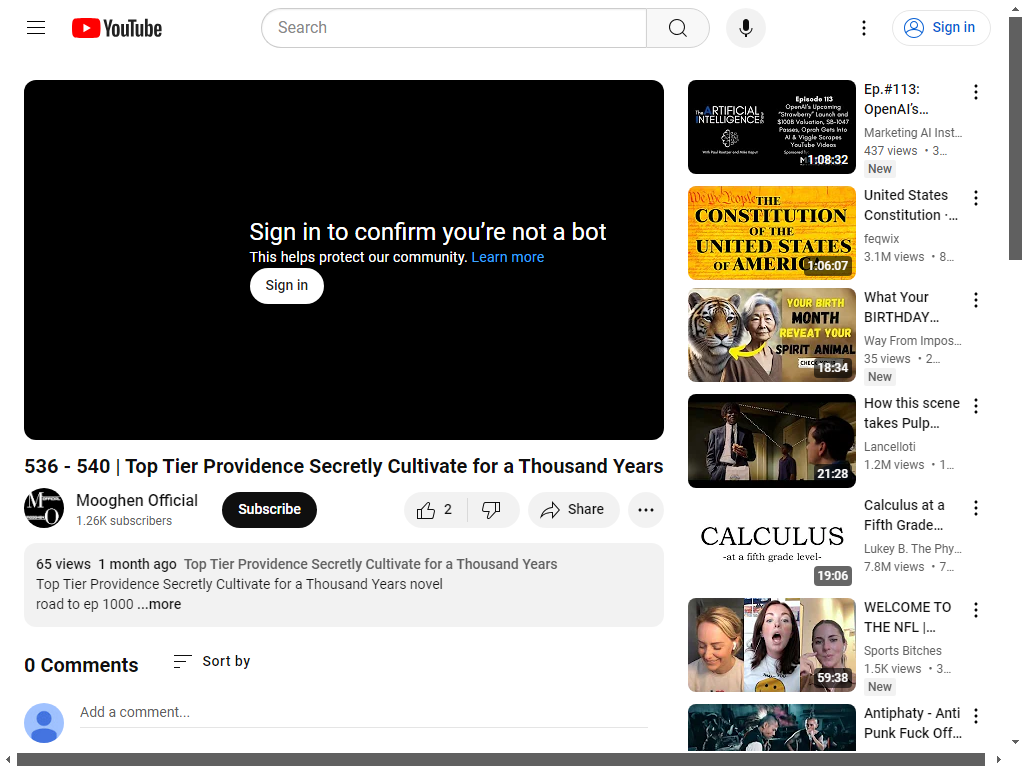 YouTube
Search
Sign in
Sign in to confirm you’re not a bot
This helps protect our community. Learn more
Sign in
536 - 540 | Top Tier Providence Secretly Cultivate for a Thousand Years
Mooghen Official
1.26K subscribers
Subscribe
2
Share
65 views 1 month ago Top Tier Providence Secretly Cultivate for a Thousand Years
Top Tier Providence Secretly Cultivate for a Thousand Years novel
road to ep 1000 ...more
0 Comments
Sort by
Add a comment...
THE ARTIFICIAL
INTELLIGENCE SHOW
With Paul Roetzer and Mike Kaput
Episode 113
OpenAI's Upcoming
"Strawberry" Launch and
$100B Valuation, SB-1047
Passes, Oprah Gets Into
AI & Viggle Scrapes
YouTube Videos
1:08:32
Ep.#113:
OpenAI's...
Marketing AI Inst...
437 views • 3...
New
We the People THE
CONSTITUTION
OF THE
UNITED STATES
OF AMERICA
1:06:07
United States
Constitution ·...
feqwix
3.1M views • 8...
YOUR BIRTH
MONTH
REVEAT YOUR
SPIRIT ANIMAL
18:34
What Your
BIRTHDAY...
Way From Impos...
35 views • 2...
New
21:28
How this scene
takes Pulp...
Lancelloti
1.2M views • 1...
CALCULUS
-at a fifth grade level-
19:06
Calculus at a
Fifth Grade...
Lukey B. The Phy...
7.8M views • 7...
59:38
WELCOME TO
THE NFL |...
Sports Bitches
1.5K views • 3...
New
Antiphaty - Anti
Punk Fuck Off...